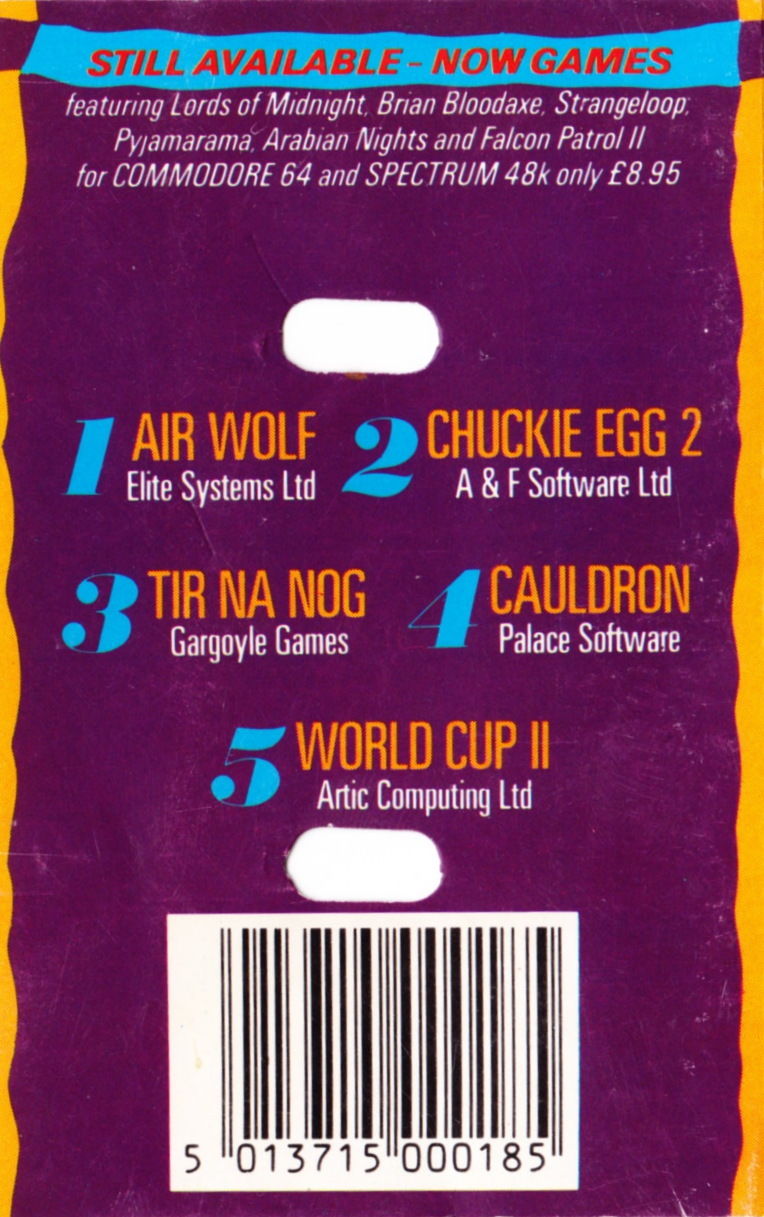 STILL AVAILABLE - NOW GAMES
featuring Lords of Midnight, Brian Bloodaxe, Strangeloop,
Pyjamarama, Arabian Nights and Falcon Patrol II
for COMMODORE 64 and SPECTRUM 48k only £8.95
1 AIR WOLF
Elite Systems Ltd
2 CHUCKIE EGG 2
A & F Software Ltd
3 TIR NA NOG
Gargoyle Games
4 CAULDRON
Palace Software
5 WORLD CUP II
Artic Computing Ltd
5 013715 000185